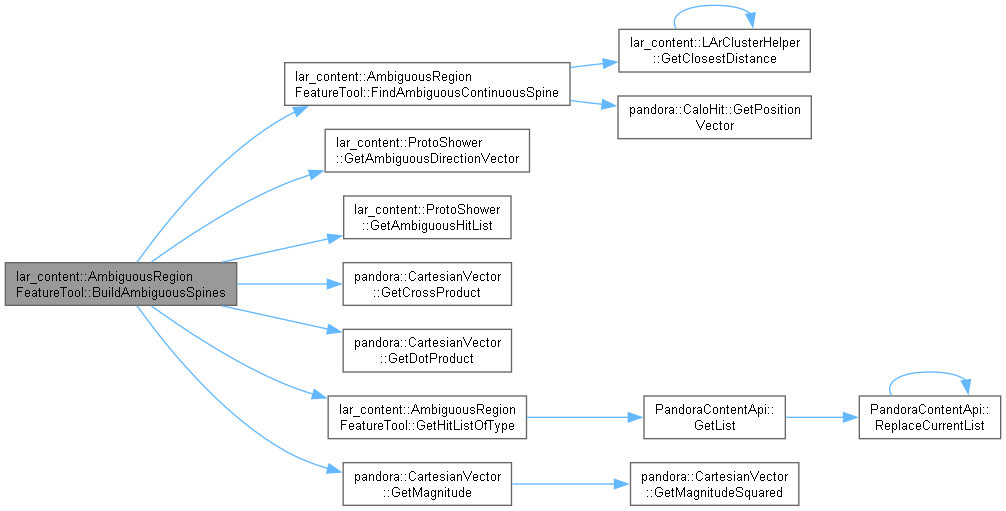 lar_content::AmbiguousRegion
FeatureTool::BuildAmbiguousSpines
lar_content::AmbiguousRegion
FeatureTool::FindAmbiguousContinuousSpine
lar_content::LArClusterHelper
::GetClosestDistance
pandora::CaloHit::GetPosition
Vector
lar_content::ProtoShower
::GetAmbiguousDirectionVector
lar_content::ProtoShower
::GetAmbiguousHitList
pandora::CartesianVector
::GetCrossProduct
pandora::CartesianVector
::GetDotProduct
lar_content::AmbiguousRegion
FeatureTool::GetHitListOfType
PandoraContentApi::
GetList
PandoraContentApi::
ReplaceCurrentList
pandora::CartesianVector
::GetMagnitude
pandora::CartesianVector
::GetMagnitudeSquared